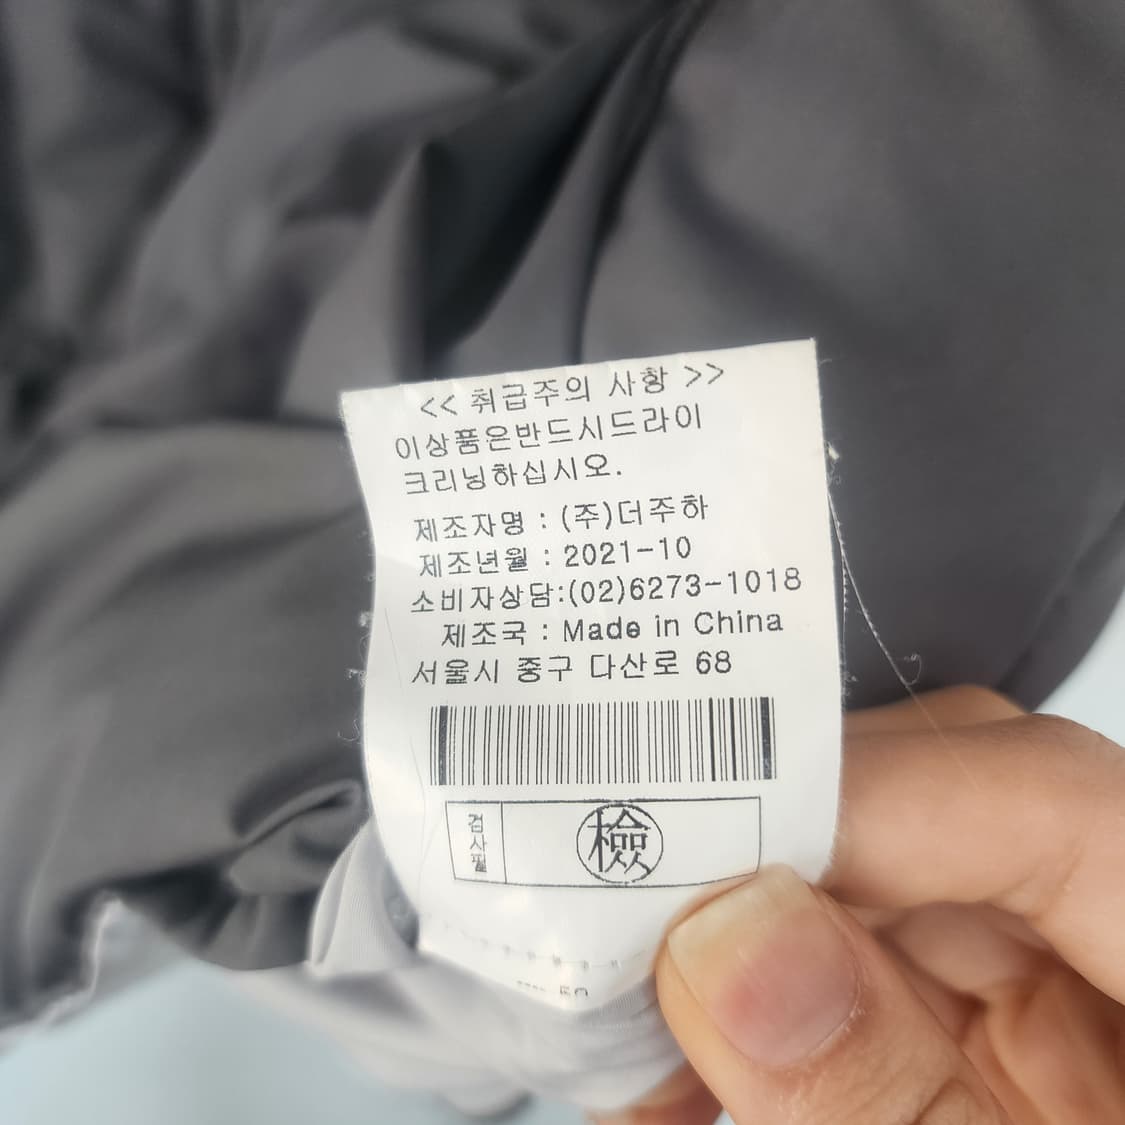 << 취급주의 사항 >>
이상품은반드시드라이
크리닝하십시오.
제조자명 : (주)더주하
제조년월 : 2021-10
소비자상담:(02)6273-1018
제조국 : Made in China
서울시 중구 다산로 68
검사필
檢